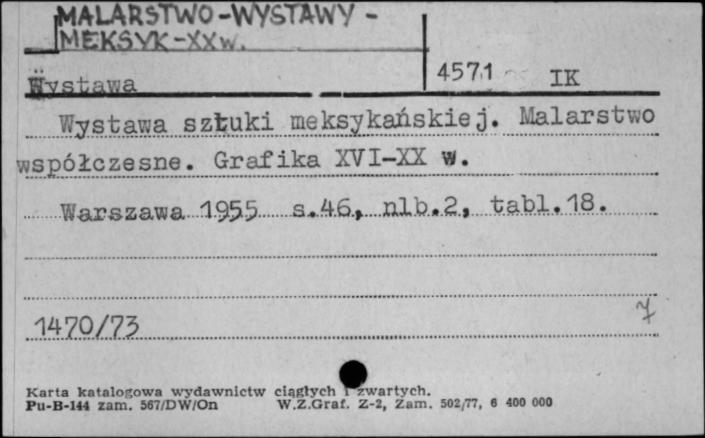 MALARSTWO-WYSTAWY -
MEKSYK-XXw.
Wystawa 4571 IK
Wystawa sztuki meksykańskiej. Malarstwo
współczesne. Grafika XVI-XX w.
Warszawa 1955 s.46, nlb.2, tabl.18.
1470/73 7
Karta katalogowa wydawnictw ciągłych i zwartych.
Pu-B-144 zam. 567/DW/On W.Z.Graf. Z-2, Zam. 502/77, 6 400 000